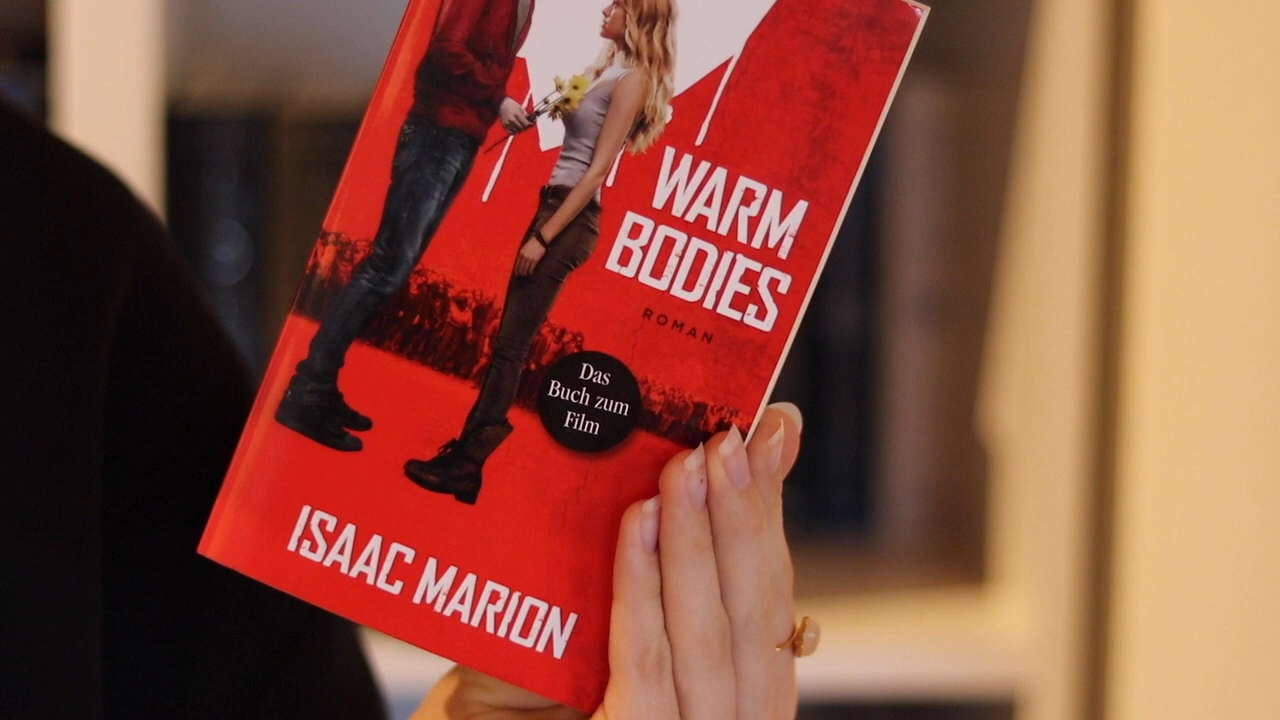 WARM
BODIES
ROMAN
Das
Buch zum
Film
ISAAC MARION